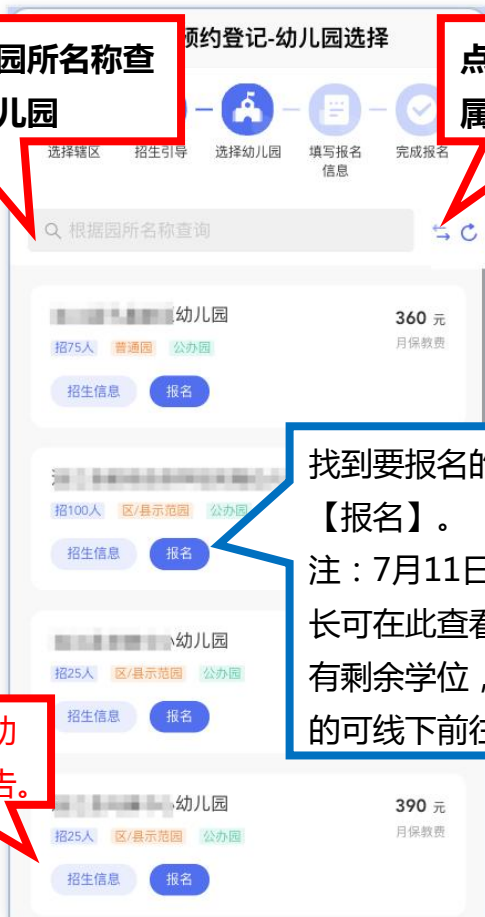 预约登记-幼儿园选择
园所名称查
儿园
点
属
选择辖区
招生引导
选择幼儿园
填写报名
信息
完成报名
根据园所名称查询
幼儿园
360 元
招75人 普通园 公办园
月保教费
招生信息 报名
招100人 区/县示范园 公办园
招生信息 报名
找到要报名的
【报名】。
注：7月11日
长可在此查看
有剩余学位，
的可线下前往
幼儿园
招25人 区/县示范园 公办园
招生信息 报名
告。
幼儿园
390 元
招25人 区/县示范园 公办园
月保教费
招生信息 报名